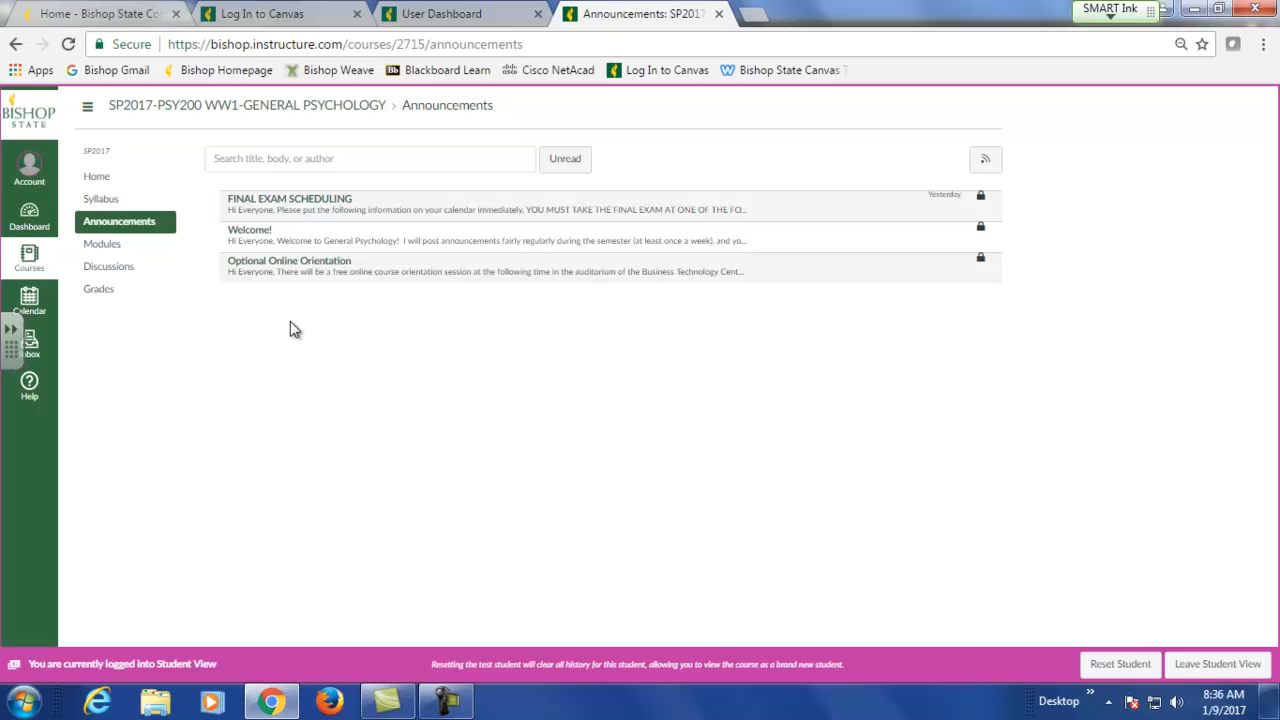 Home - Bishop State Co
Log In to Canvas
User Dashboard
Announcements: SP2017
SMART Ink
Secure
https://bishop.instructure.com/courses/2715/announcements
Apps
Bishop Gmail
Bishop Homepage
Bishop Weave
Bb
Blackboard Learn
Cisco NetAcad
Log In to Canvas
Bishop State Canvas T
BISHOP
STATE
SP2017-PSY200 WW1-GENERAL PSYCHOLOGY > Announcements
SP2017
Search title, body, or author
Unread
Home
Syllabus
Announcements
Modules
Discussions
Grades
Account
Dashboard
Courses
Calendar
Inbox
Help
FINAL EXAM SCHEDULING
Yesterday
Hi Everyone, Please put the following information on your calendar immediately. YOU MUST TAKE THE FINAL EXAM AT ONE OF THE FO...
Welcome!
Hi Everyone, Welcome to General Psychology! I will post announcements fairly regularly during the semester (at least once a week), and yo...
Optional Online Orientation
Hi Everyone, There will be a free online course orientation session at the following time in the auditorium of the Business Technology Cent...
You are currently logged into Student View
Resetting the test student will clear all history for this student, allowing you to view the course as a brand new student.
Reset Student
Leave Student View
Desktop
8:36 AM
1/9/2017